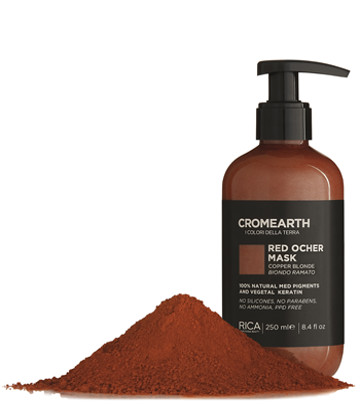 CROMEARTH
I COLORI DELLA TERRA
RED OCHER
MASK
COPPER BLONDE
BIONDO RAMATO
100% NATURAL MED PIGMENTS
AND VEGETAL KERATIN
NO SILICONES, NO PARABENS,
NO AMMONIA, PPD FREE
RICA
250 ml℮ 8.4 fl oz